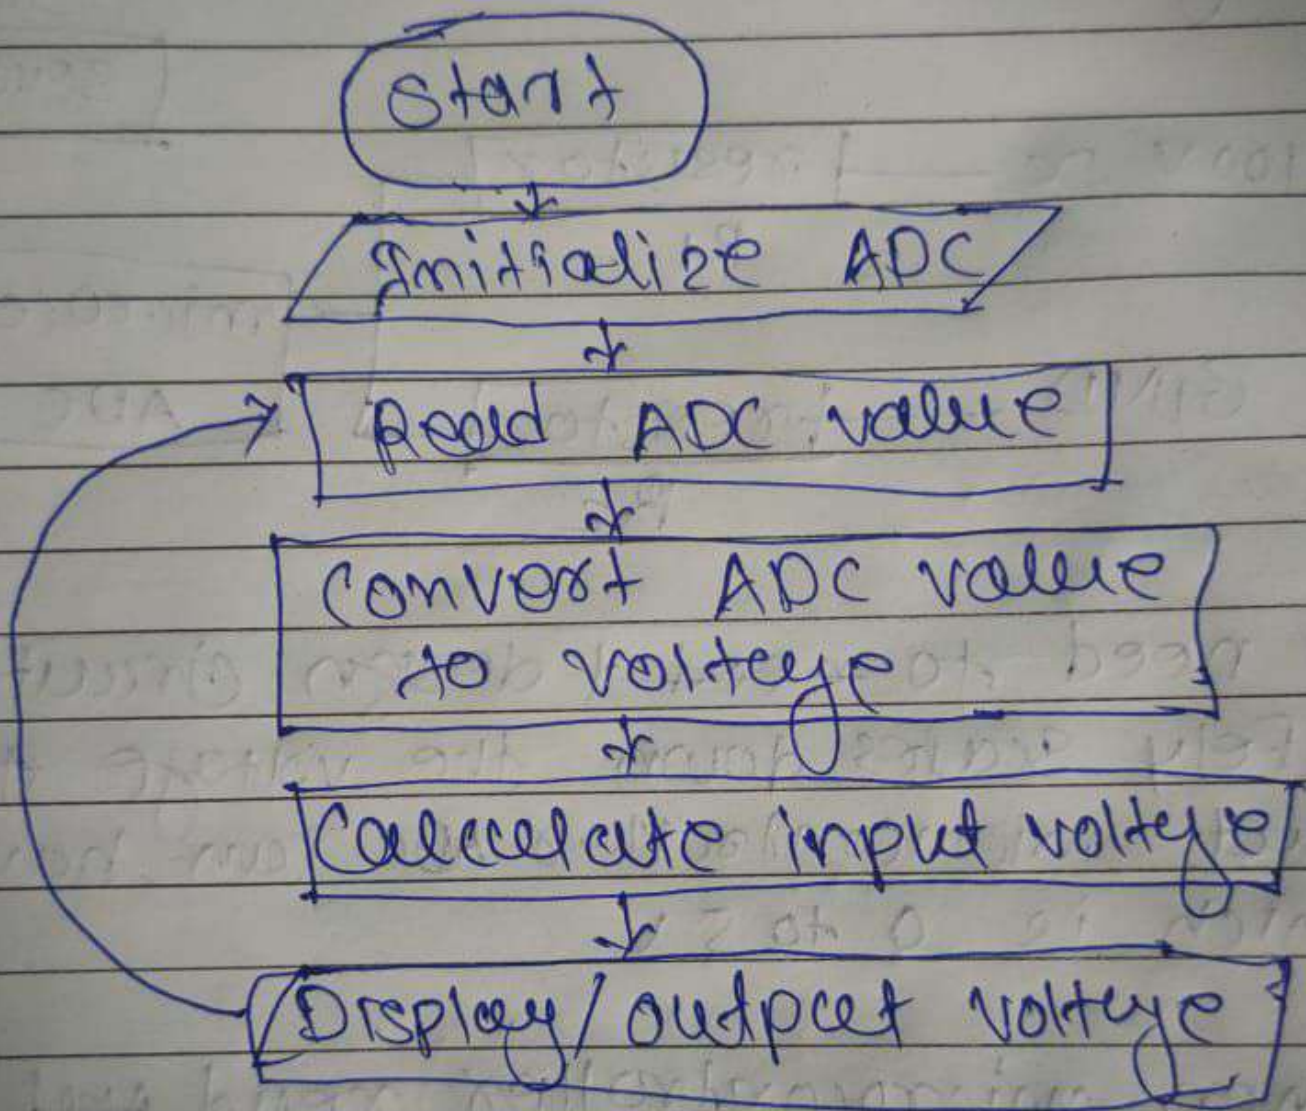 Start
Initialize ADC
Read ADC value
Convert ADC value
to voltage
Calculate input voltage
Display/output voltage